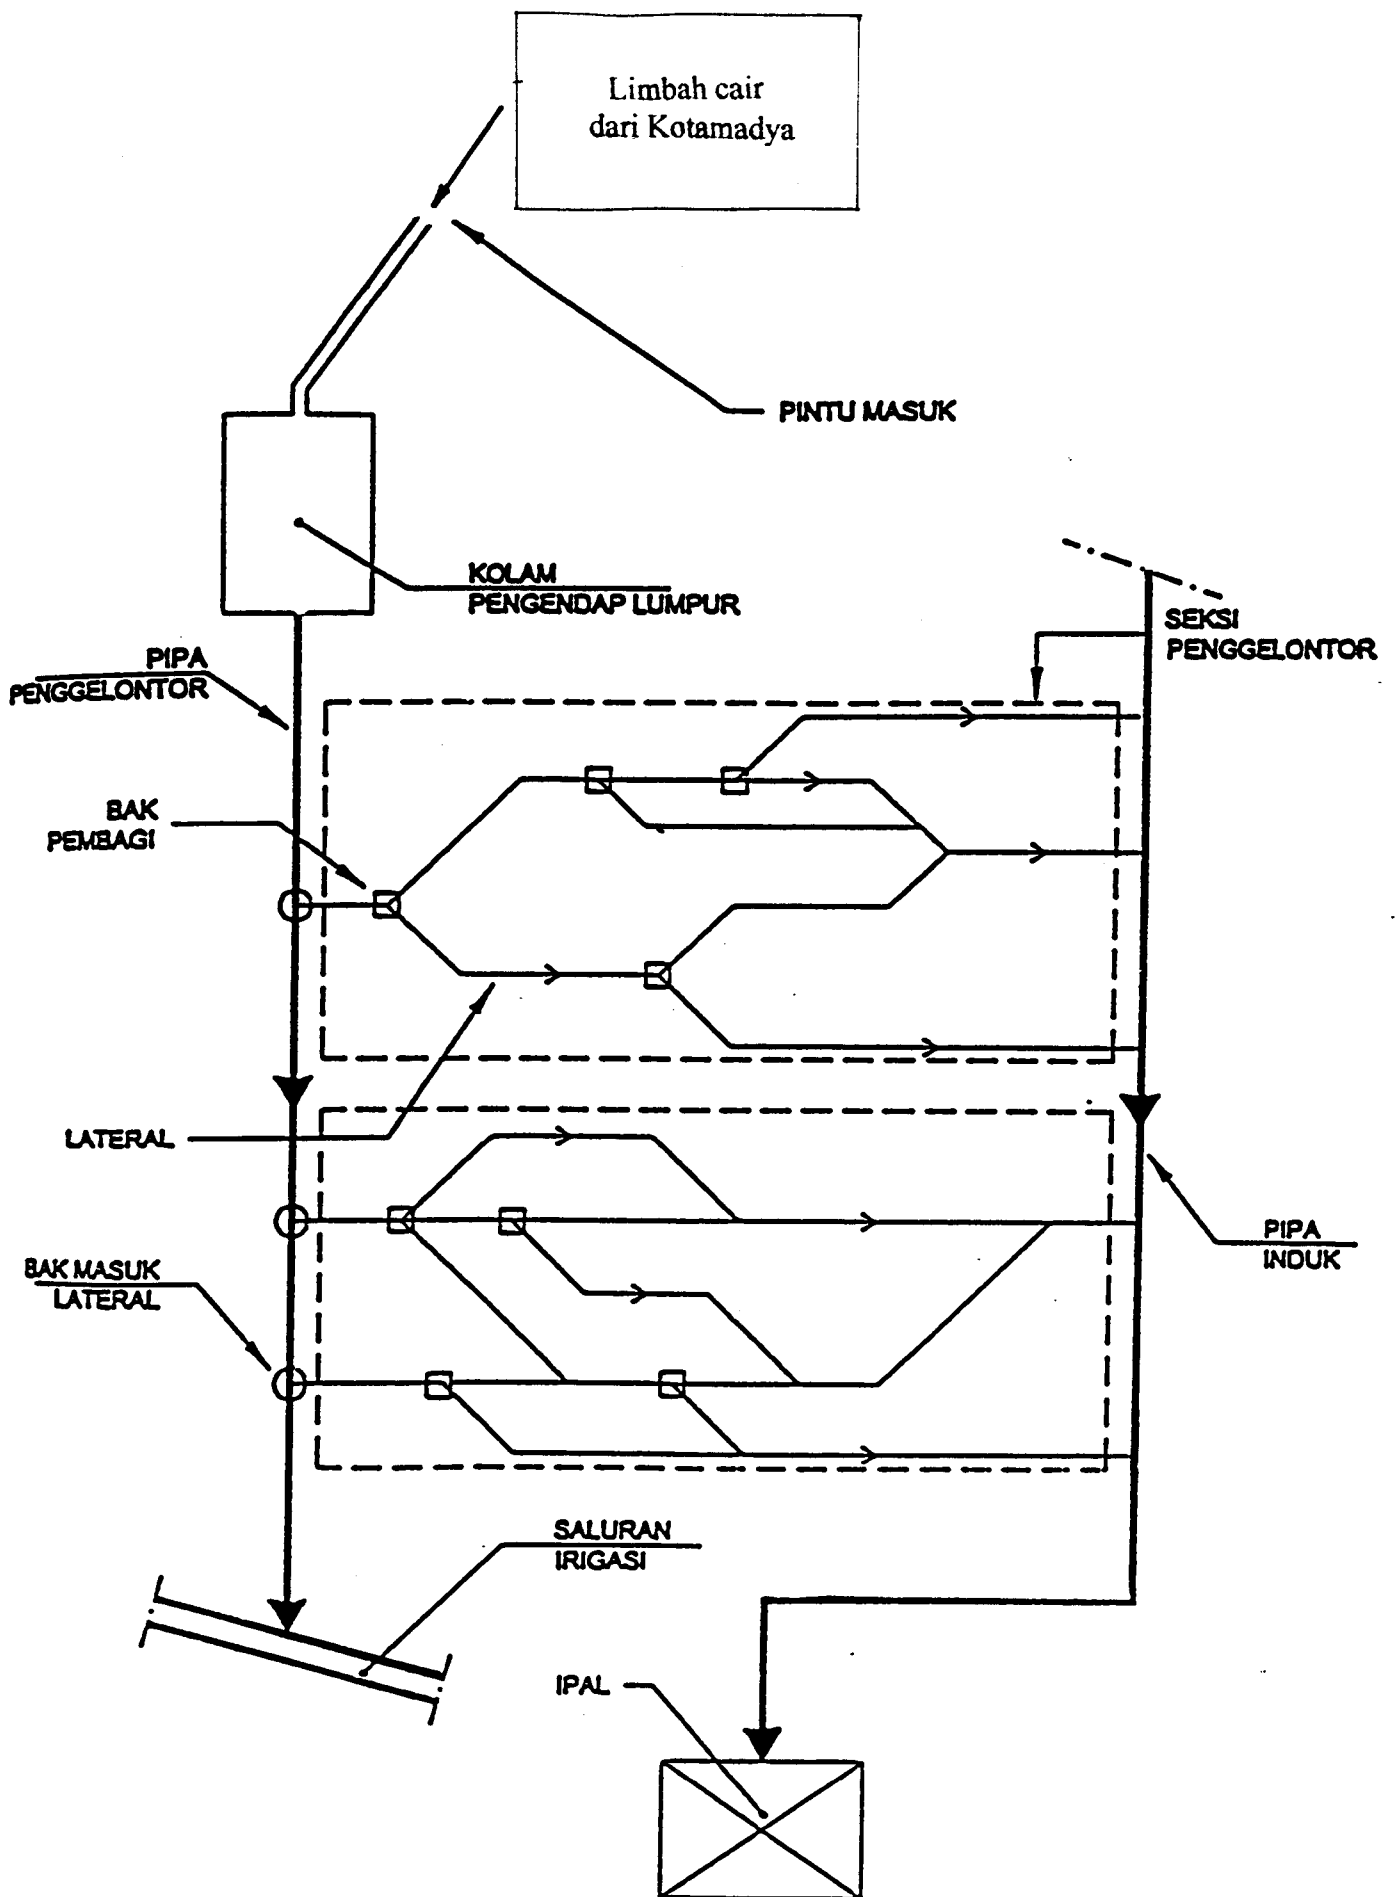 Limbah cair
dari Kotamadya
PINTU MASUK
KOLAM
PENGENDAP LUMPUR
SEKSI
PENGGELONTOR
PIPA
PENGGELONTOR
BAK
PEMBAGI
LATERAL
BAK MASUK
LATERAL
PIPA
INDUK
SALURAN
IRIGASI
IPAL